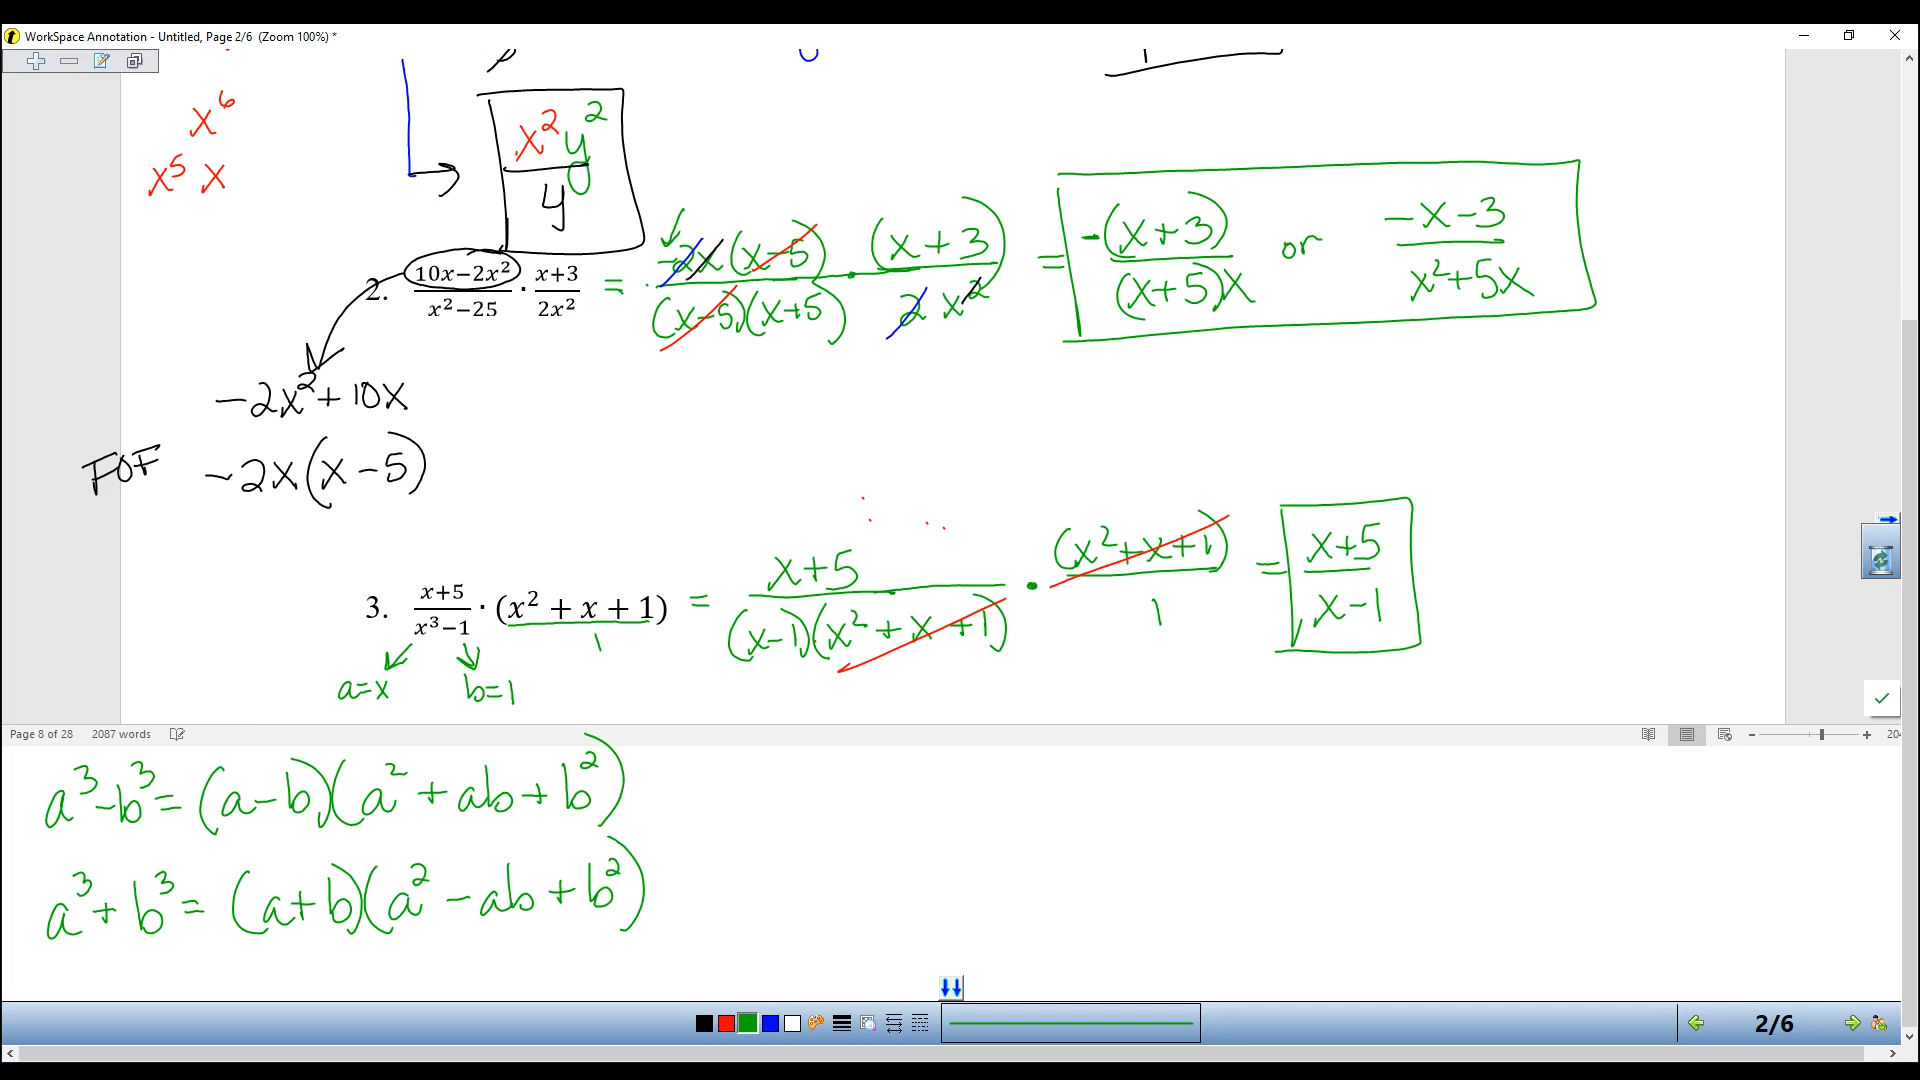 WorkSpace Annotation - Untitled, Page 2/6 (Zoom 100%) *
x⁶
x⁵ x
x²y²
y
2. (10x−2x²)/(x²−25) · (x+3)/(2x²) = (−2x(x−5))/((x−5)(x+5)) · (x+3)/(2x²) = −(x+3)/((x+5)x) or (−x−3)/(x²+5x)
−2x²+10x
FOF −2x(x−5)
3. (x+5)/(x³−1) · (x² + x + 1) = (x+5)/((x−1)(x²+x+1)) · (x²+x+1)/1 = (x+5)/(x−1)
1
a=x b=1
Page 8 of 28 2087 words
a³−b³= (a−b)(a²+ab+b²)
a³+b³= (a+b)(a²−ab+b²)
2/6